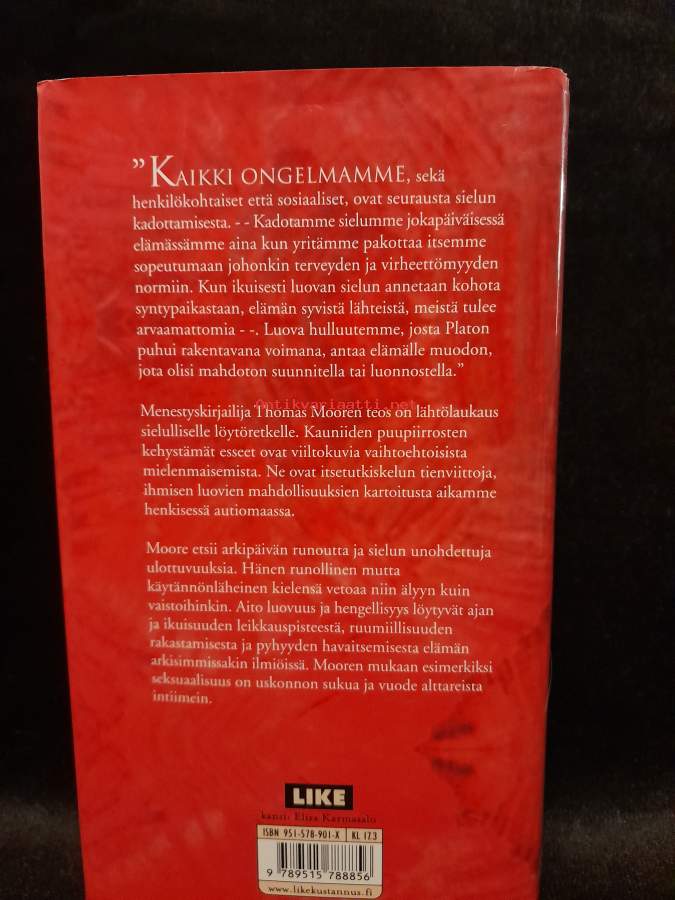 ” KAIKKI ONGELMAMME, sekä
henkilökohtaiset että sosiaaliset, ovat seurausta sielun
kadottamisesta. - - Kadotamme sielumme jokapäiväisessä
elämässämme aina kun yritämme pakottaa itsemme
sopeutumaan johonkin terveyden ja virheettömyyden
normiin. Kun ikuisesti luovan sielun annetaan kohota
syntypaikastaan, elämän syvistä lähteistä, meistä tulee
arvaamattomia - -. Luova hulluutemme, josta Platon
puhui rakentavana voimana, antaa elämälle muodon,
jota olisi mahdoton suunnitella tai luonnostella.”
Antikvariaatti.net
Menestyskirjailija Thomas Mooren teos on lähtölaukaus
sielulliselle löytöretkelle. Kauniiden puupiirrosten
kehystämät esseet ovat viiltokuvia vaihtoehtoisista
mielenmaisemista. Ne ovat itsetutkiskelun tienviittoja,
ihmisen luovien mahdollisuuksien kartoitusta aikamme
henkisessä autiomaassa.
Moore etsii arkipäivän runoutta ja sielun unohdettuja
ulottuvuuksia. Hänen runollinen mutta
käytännönläheinen kielensä vetoaa niin älyyn kuin
vaistoihinkin. Aito luovuus ja hengellisyys löytyvät ajan
ja ikuisuuden leikkauspisteestä, ruumiillisuuden
rakastamisesta ja pyhyyden havaitsemisesta elämän
arkisimmissakin ilmiöissä. Mooren mukaan esimerkiksi
seksuaalisuus on uskonnon sukua ja vuode alttareista
intiimein.
LIKE
kansi: Elisa Karmasalo
ISBN 951-578-901-X KL 17.3
9 789515 788856
www.likekustannus.fi